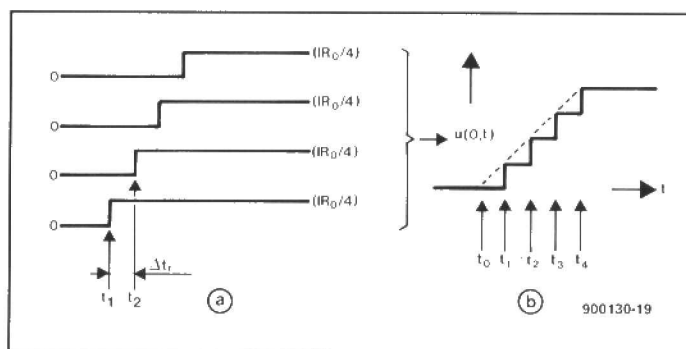 0 (IR₀/4)
0 (IR₀/4)
0 (IR₀/4)
0 (IR₀/4)
Δtᵣ
t₁ t₂
a
u(0,t)
t
t₀ t₁ t₂ t₃ t₄
b
900130-19